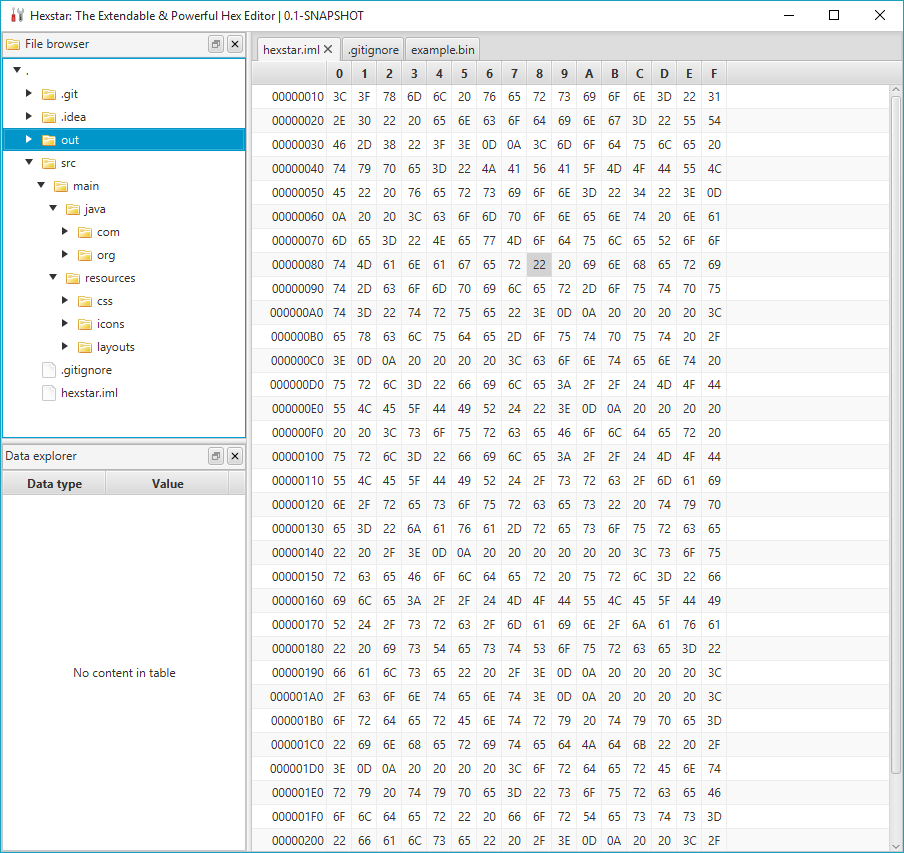 Hexstar: The Extendable & Powerful Hex Editor | 0.1-SNAPSHOT
File browser
.
.git
.idea
out
src
main
java
com
org
resources
css
icons
layouts
.gitignore
hexstar.iml
Data explorer
Data type Value
No content in table
hexstar.iml .gitignore example.bin
0 1 2 3 4 5 6 7 8 9 A B C D E F
00000010 3C 3F 78 6D 6C 20 76 65 72 73 69 6F 6E 3D 22 31
00000020 2E 30 22 20 65 6E 63 6F 64 69 6E 67 3D 22 55 54
00000030 46 2D 38 22 3F 3E 0D 0A 3C 6D 6F 64 75 6C 65 20
00000040 74 79 70 65 3D 22 4A 41 56 41 5F 4D 4F 44 55 4C
00000050 45 22 20 76 65 72 73 69 6F 6E 3D 22 34 22 3E 0D
00000060 0A 20 20 3C 63 6F 6D 70 6F 6E 65 6E 74 20 6E 61
00000070 6D 65 3D 22 4E 65 77 4D 6F 64 75 6C 65 52 6F 6F
00000080 74 4D 61 6E 61 67 65 72 22 20 69 6E 68 65 72 69
00000090 74 2D 63 6F 6D 70 69 6C 65 72 2D 6F 75 74 70 75
000000A0 74 3D 22 74 72 75 65 22 3E 0D 0A 20 20 20 20 3C
000000B0 65 78 63 6C 75 64 65 2D 6F 75 74 70 75 74 20 2F
000000C0 3E 0D 0A 20 20 20 20 3C 63 6F 6E 74 65 6E 74 20
000000D0 75 72 6C 3D 22 66 69 6C 65 3A 2F 2F 24 4D 4F 44
000000E0 55 4C 45 5F 44 49 52 24 22 3E 0D 0A 20 20 20 20
000000F0 20 20 3C 73 6F 75 72 63 65 46 6F 6C 64 65 72 20
00000100 75 72 6C 3D 22 66 69 6C 65 3A 2F 2F 24 4D 4F 44
00000110 55 4C 45 5F 44 49 52 24 2F 73 72 63 2F 6D 61 69
00000120 6E 2F 72 65 73 6F 75 72 63 65 73 22 20 74 79 70
00000130 65 3D 22 6A 61 76 61 2D 72 65 73 6F 75 72 63 65
00000140 22 20 2F 3E 0D 0A 20 20 20 20 20 20 3C 73 6F 75
00000150 72 63 65 46 6F 6C 64 65 72 20 75 72 6C 3D 22 66
00000160 69 6C 65 3A 2F 2F 24 4D 4F 44 55 4C 45 5F 44 49
00000170 52 24 2F 73 72 63 2F 6D 61 69 6E 2F 6A 61 76 61
00000180 22 20 69 73 54 65 73 74 53 6F 75 72 63 65 3D 22
00000190 66 61 6C 73 65 22 20 2F 3E 0D 0A 20 20 20 20 3C
000001A0 2F 63 6F 6E 74 65 6E 74 3E 0D 0A 20 20 20 20 3C
000001B0 6F 72 64 65 72 45 6E 74 72 79 20 74 79 70 65 3D
000001C0 22 69 6E 68 65 72 69 74 65 64 4A 64 6B 22 20 2F
000001D0 3E 0D 0A 20 20 20 20 3C 6F 72 64 65 72 45 6E 74
000001E0 72 79 20 74 79 70 65 3D 22 73 6F 75 72 63 65 46
000001F0 6F 6C 64 65 72 22 20 66 6F 72 54 65 73 74 73 3D
00000200 22 66 61 6C 73 65 22 20 2F 3E 0D 0A 20 20 3C 2F